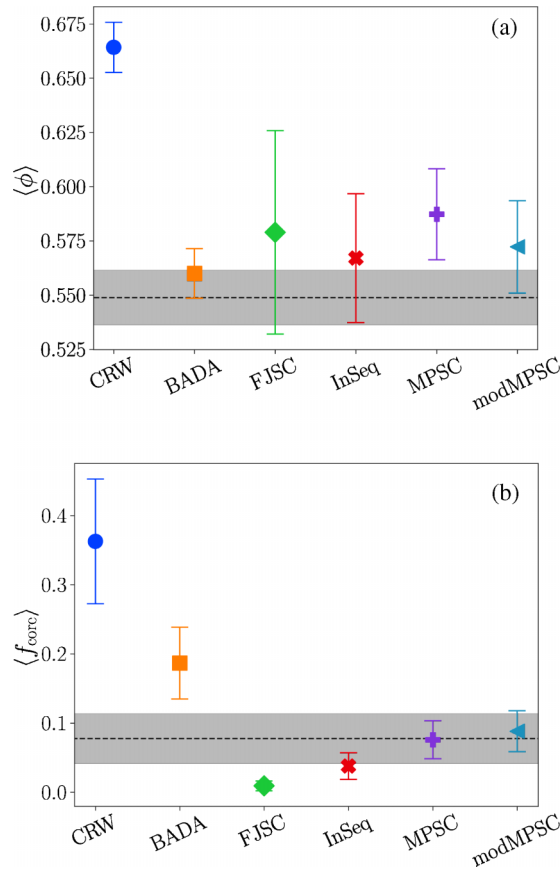 (a)
⟨ϕ⟩
0.675
0.650
0.625
0.600
0.575
0.550
0.525
CRW
BADA
FJSC
InSeq
MPSC
modMPSC
(b)
⟨f_core⟩
0.4
0.3
0.2
0.1
0.0
CRW
BADA
FJSC
InSeq
MPSC
modMPSC